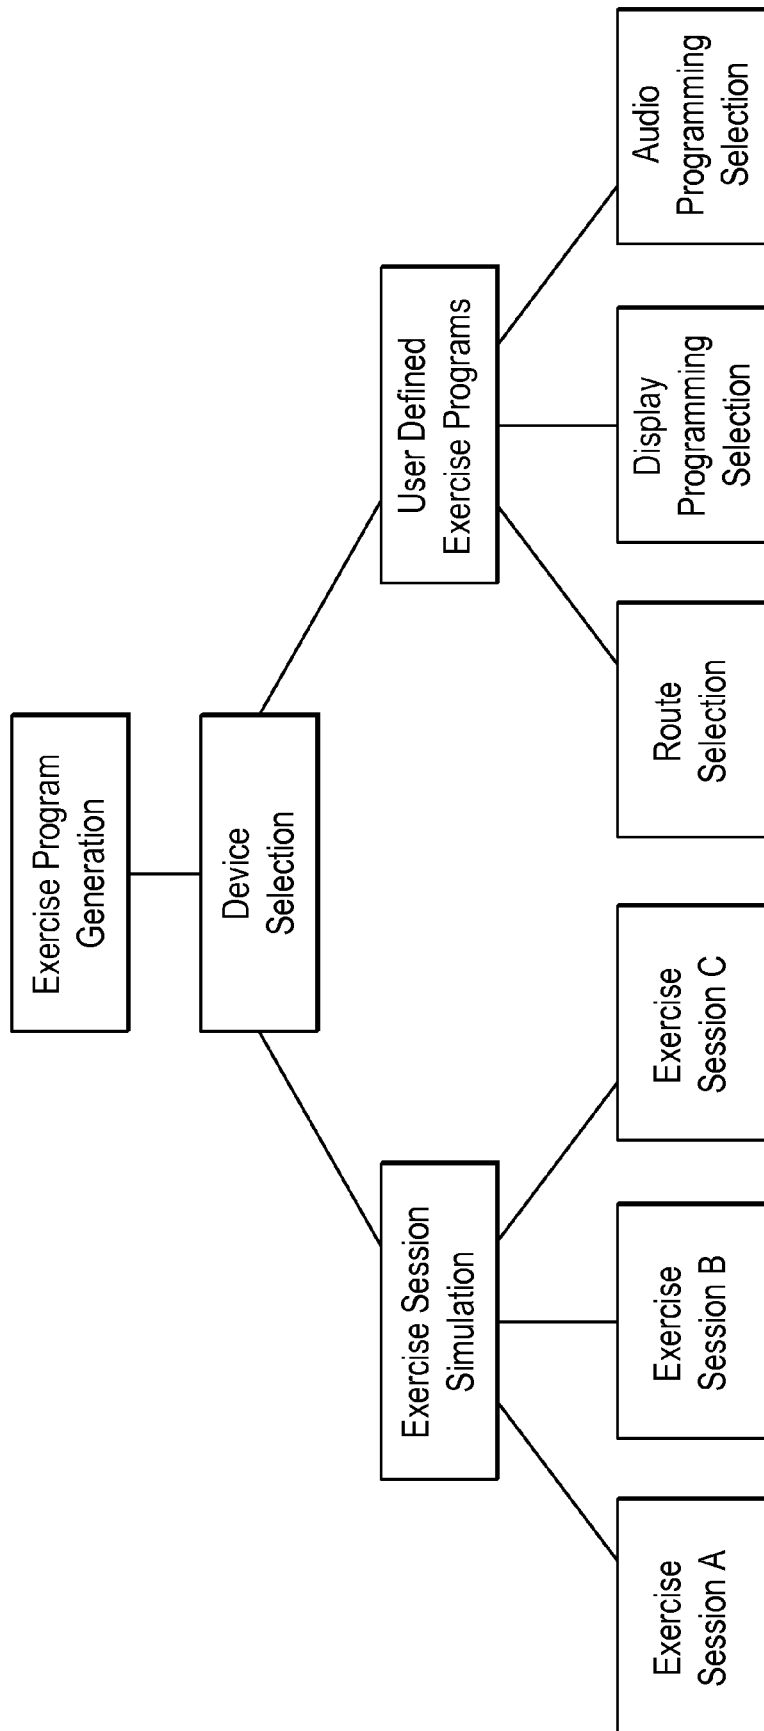 Exercise Program
Generation
Device
Selection
Exercise Session
Simulation
User Defined
Exercise Programs
Exercise
Session A
Exercise
Session B
Exercise
Session C
Route
Selection
Display
Programming
Selection
Audio
Programming
Selection